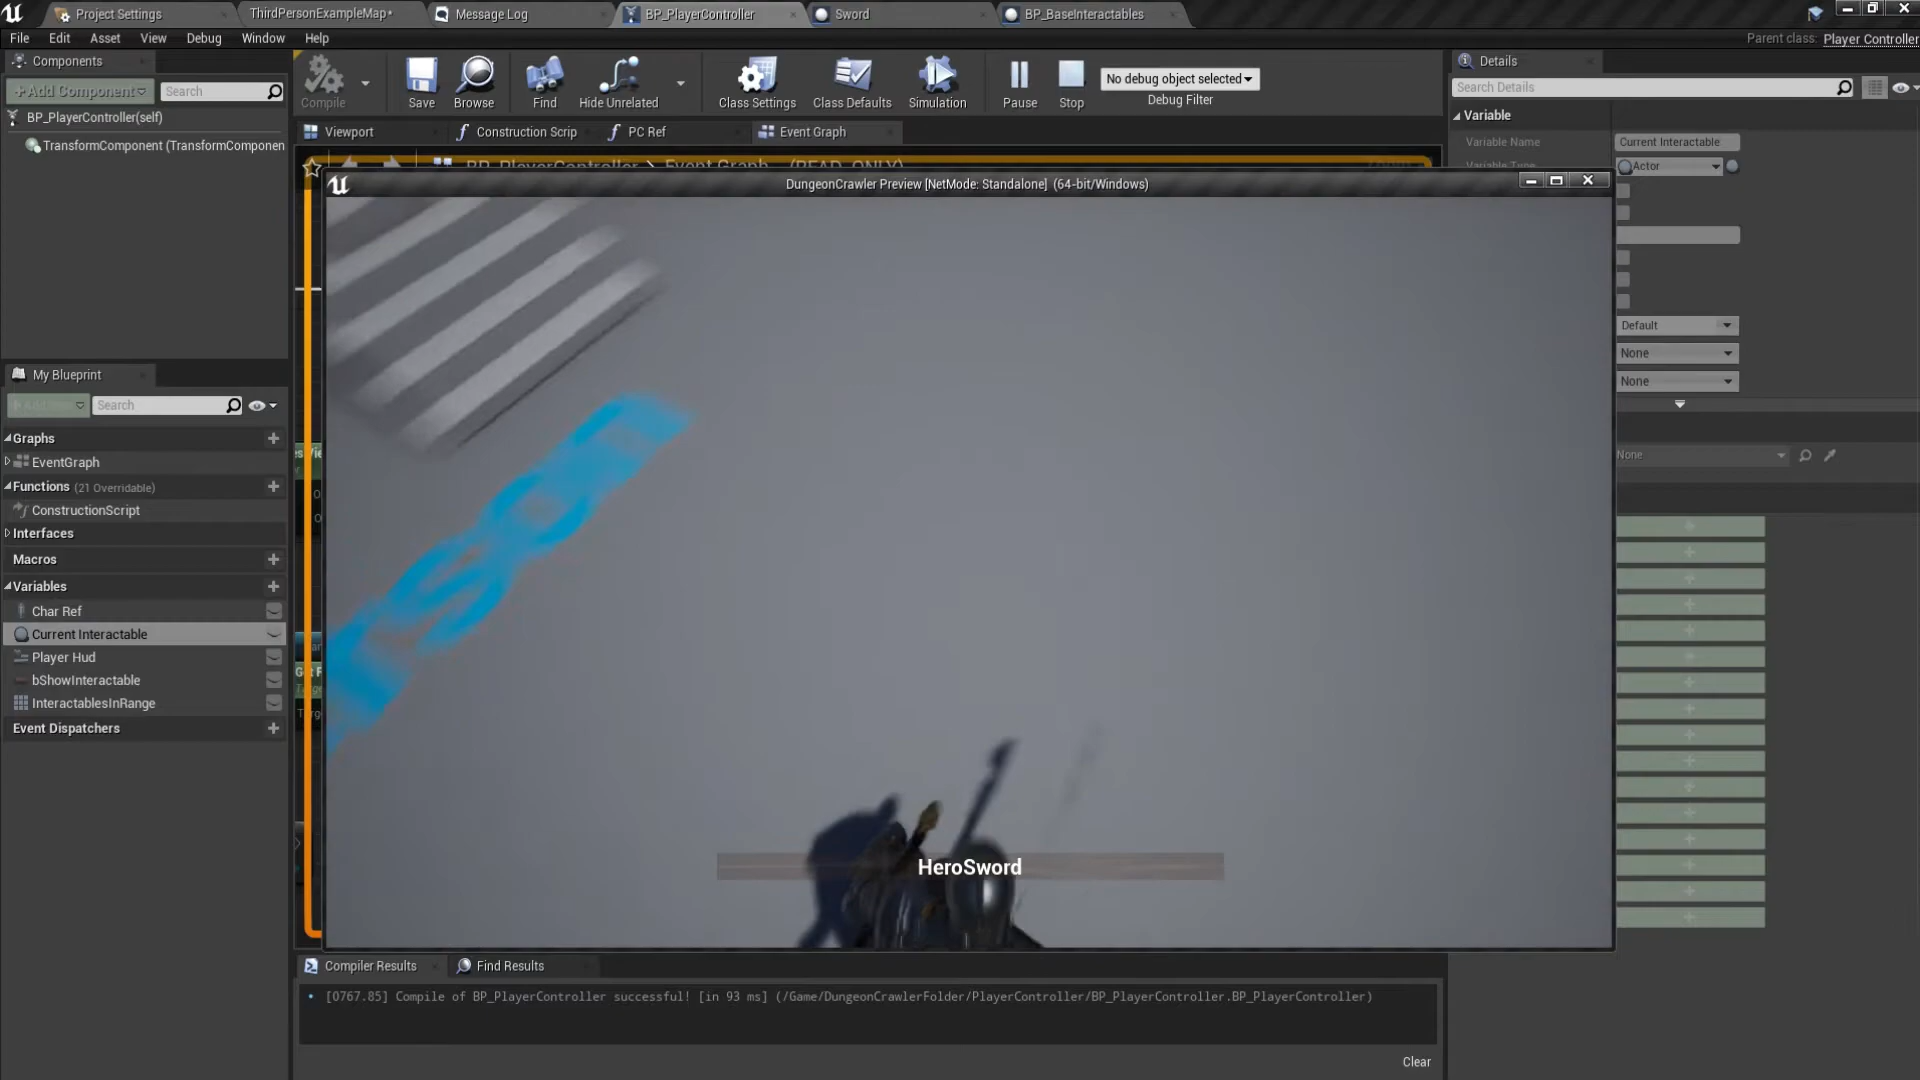 Project Settings
ThirdPersonExampleMap*
Message Log
BP_PlayerController
Sword
BP_BaseInteractables
File Edit Asset View Debug Window Help
Parent class: Player Controller
Components
Add Component
Search
BP_PlayerController(self)
TransformComponent (TransformComponen
Compile
Save
Browse
Find
Hide Unrelated
Class Settings
Class Defaults
Simulation
Pause
Stop
No debug object selected
Debug Filter
Viewport
Construction Scrip
PC Ref
Event Graph
BP_PlayerController > Event Graph (READ-ONLY)
DungeonCrawler Preview [NetMode: Standalone] (64-bit/Windows)
Details
Search Details
Variable
Variable Name
Current Interactable
Variable Type
Actor
Default
None
None
None
My Blueprint
Search
Graphs
EventGraph
Functions (21 Overridable)
ConstructionScript
Interfaces
Macros
Variables
Char Ref
Current Interactable
Player Hud
bShowInteractable
InteractablesInRange
Event Dispatchers
HeroSword
Compiler Results
Find Results
[0767.85] Compile of BP_PlayerController successful! [in 93 ms] (/Game/DungeonCrawlerFolder/PlayerController/BP_PlayerController.BP_PlayerController)
Clear